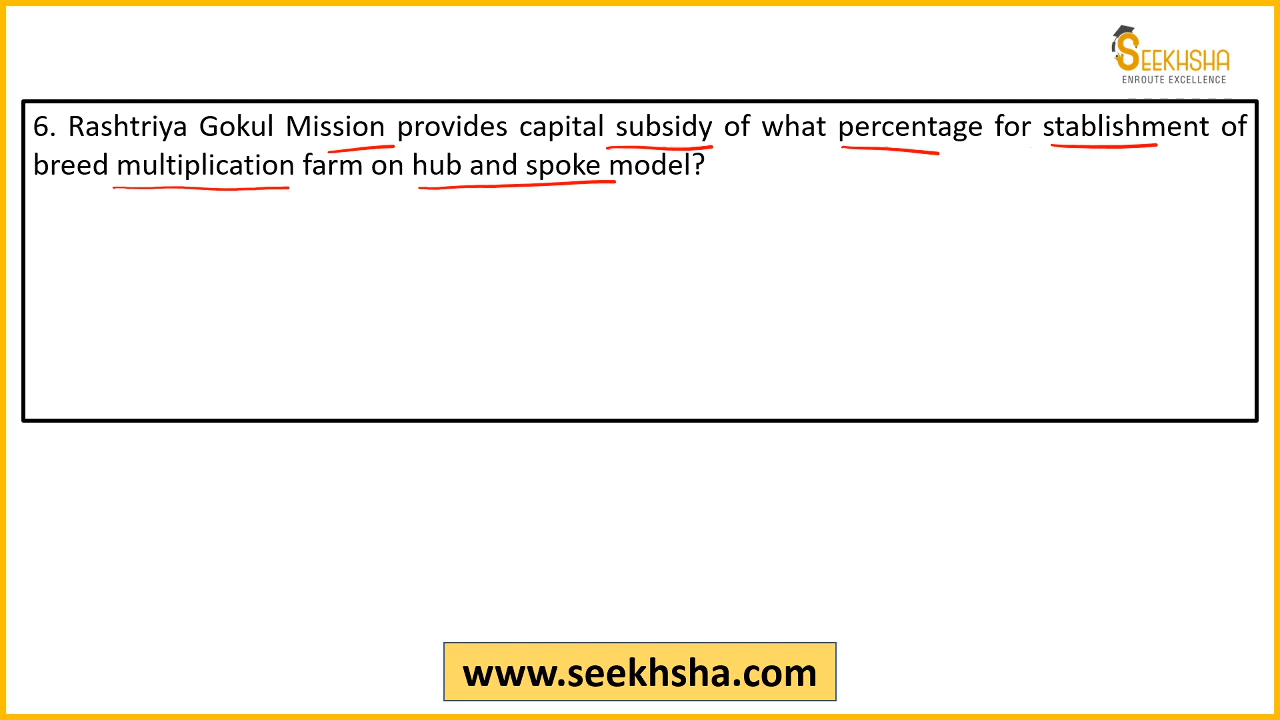 SEEKHSHA
ENROUTE EXCELLENCE
6. Rashtriya Gokul Mission provides capital subsidy of what percentage for stablishment of
breed multiplication farm on hub and spoke model?
www.seekhsha.com